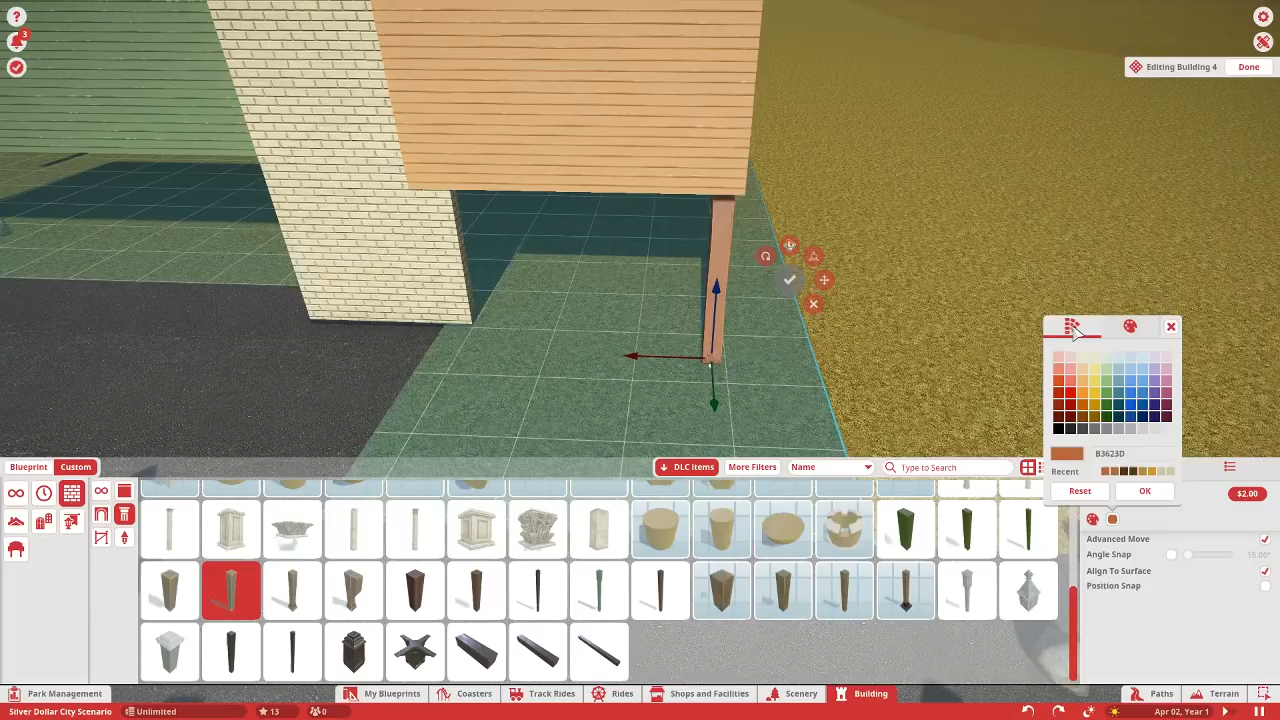 ?
3
Editing Building 4 Done
B3623D
Recent
Reset OK
Blueprint Custom
DLC Items More Filters Name Type to Search
$2.00
Advanced Move
Angle Snap 15.00°
Align To Surface
Position Snap
Park Management My Blueprints Coasters Track Rides Rides Shops and Facilities Scenery Building Paths Terrain
Silver Dollar City Scenario Unlimited 13 0 Apr 02, Year 1